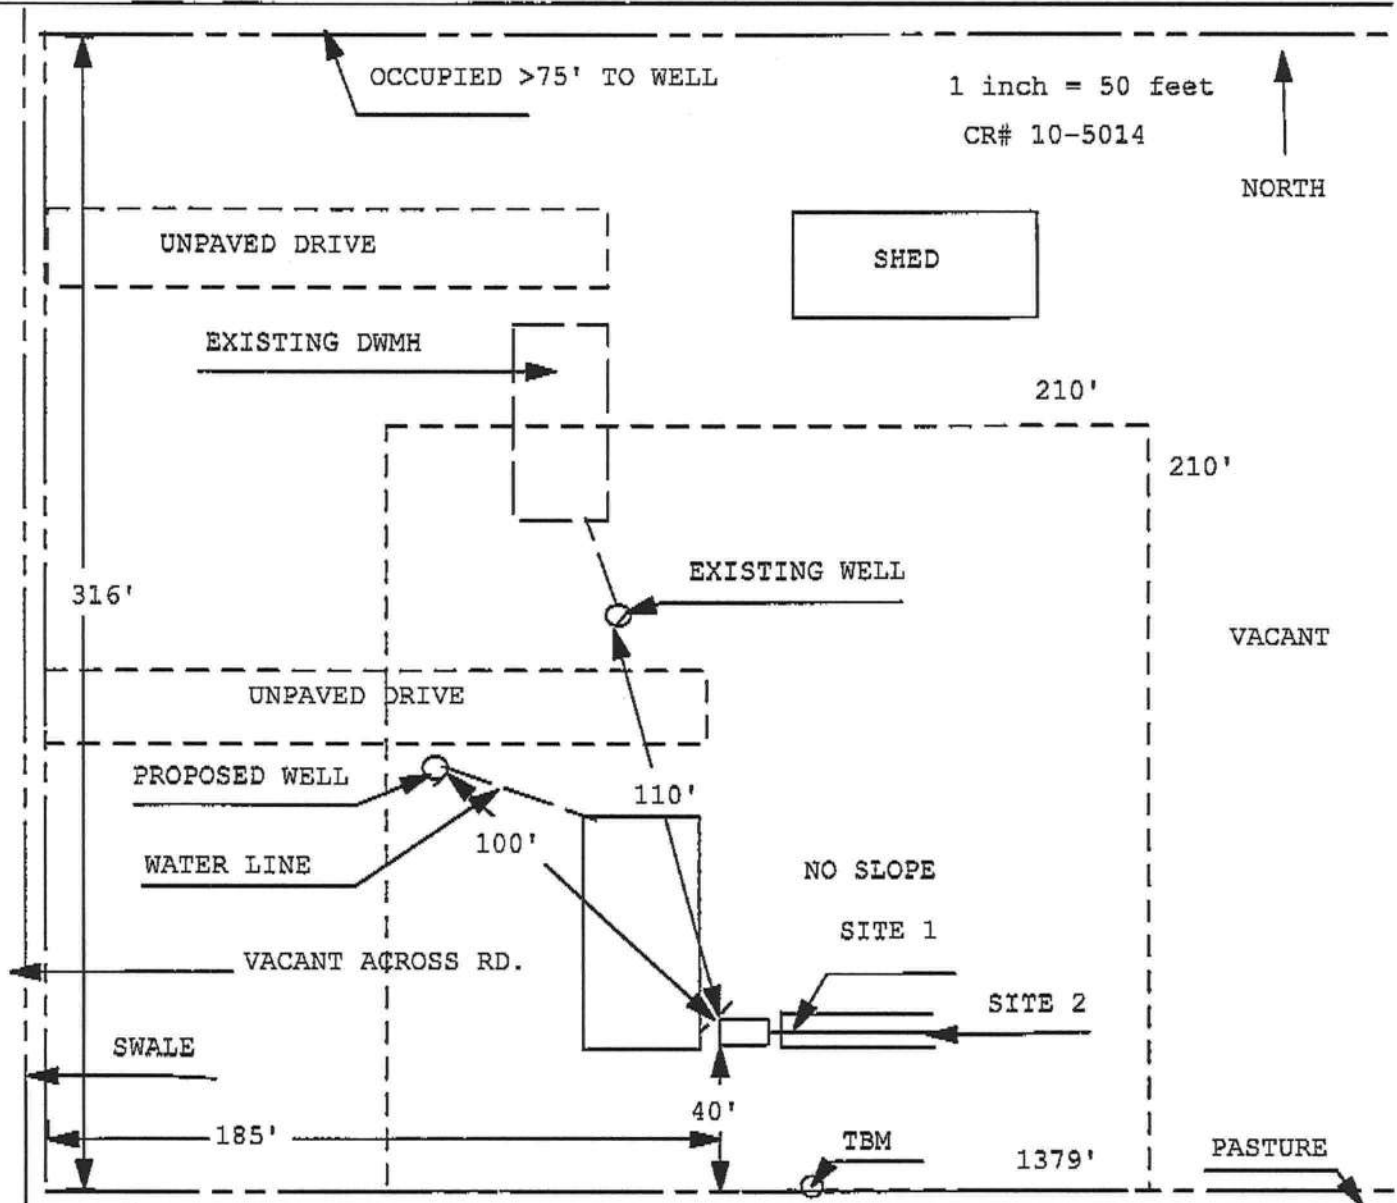 OCCUPIED >75' TO WELL
1 inch = 50 feet
CR# 10-5014
NORTH
UNPAVED DRIVE
SHED
EXISTING DWMH
210'
210'
EXISTING WELL
316'
VACANT
UNPAVED DRIVE
PROPOSED WELL
110'
100'
WATER LINE
NO SLOPE
SITE 1
VACANT ACROSS RD.
SITE 2
SWALE
40'
185'
TBM
1379'
PASTURE